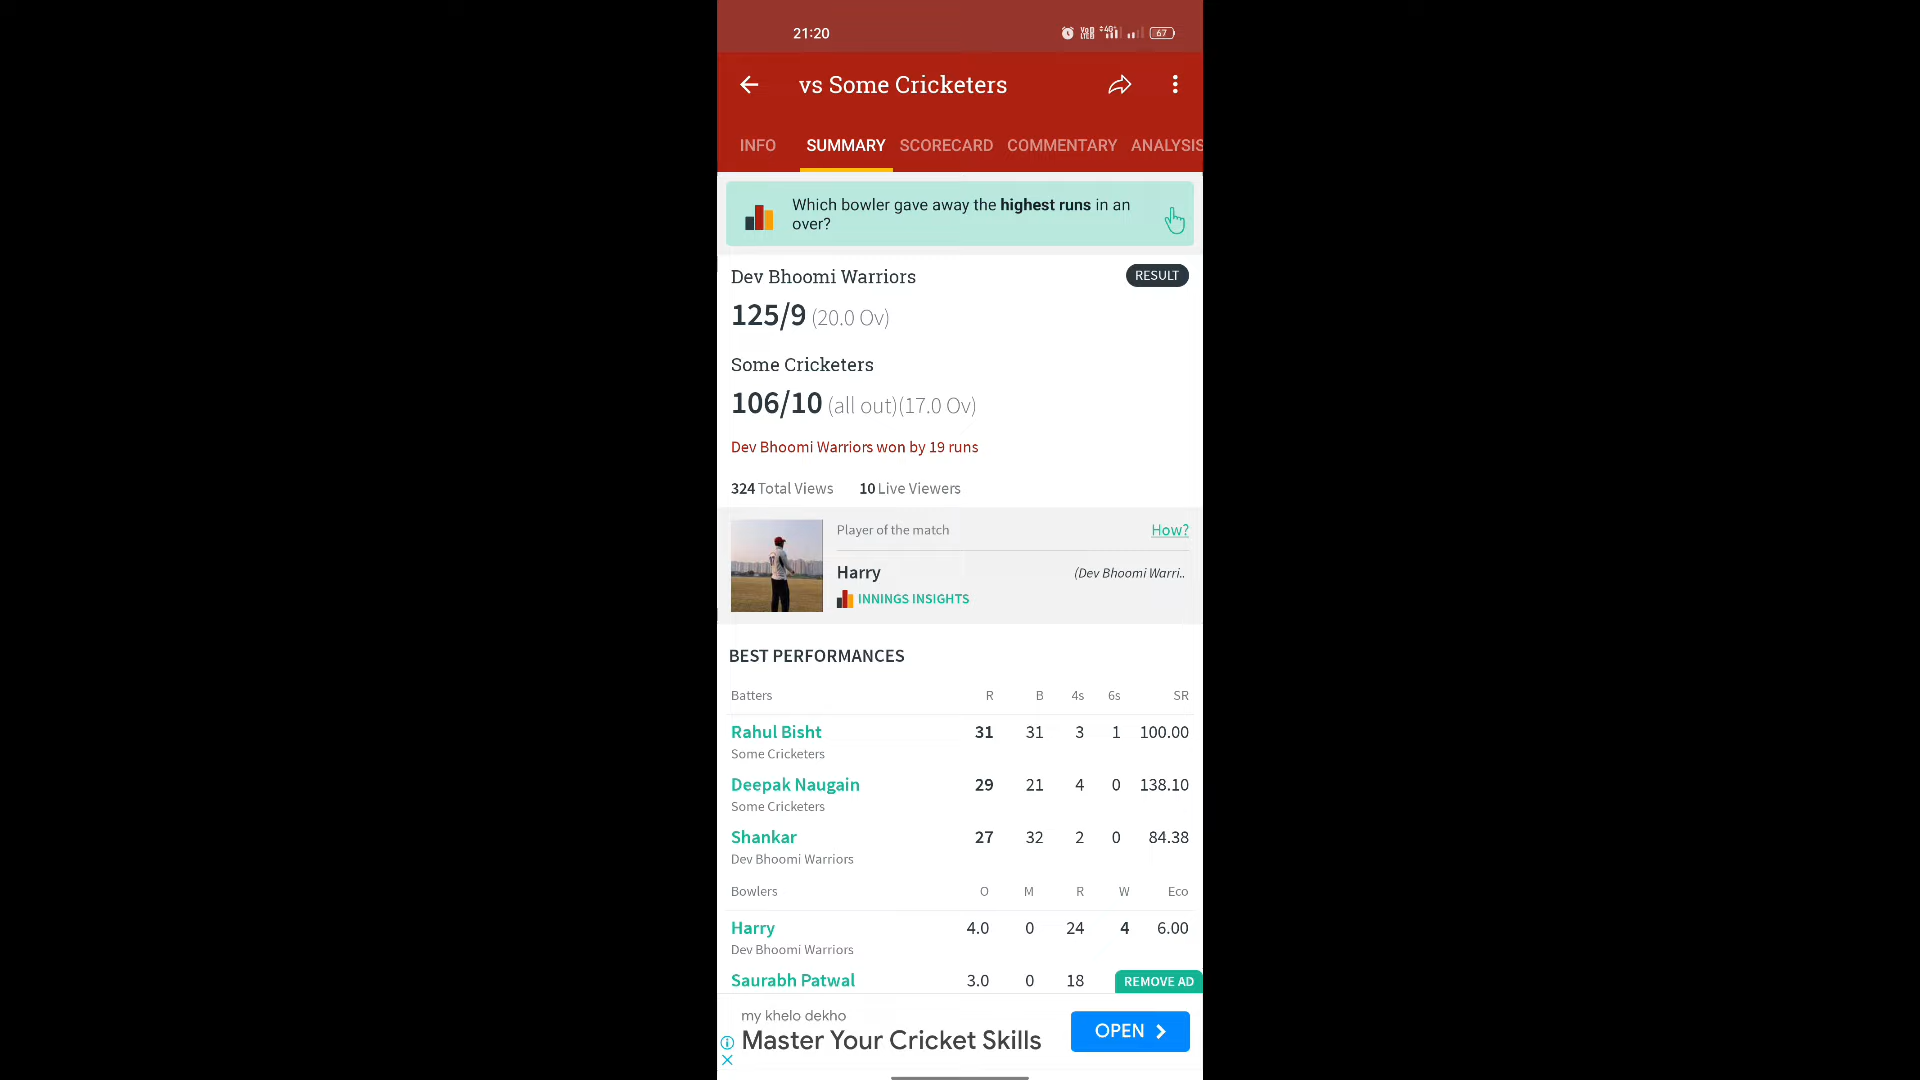 21:20
67
vs Some Cricketers
INFO SUMMARY SCORECARD COMMENTARY ANALYSIS
Which bowler gave away the highest runs in an
over?
Dev Bhoomi Warriors RESULT
125/9 (20.0 Ov)
Some Cricketers
106/10 (all out)(17.0 Ov)
Dev Bhoomi Warriors won by 19 runs
324 Total Views 10 Live Viewers
Player of the match How?
Harry (Dev Bhoomi Warri..
INNINGS INSIGHTS
BEST PERFORMANCES
Batters R B 4s 6s SR
Rahul Bisht 31 31 3 1 100.00
Some Cricketers
Deepak Naugain 29 21 4 0 138.10
Some Cricketers
Shankar 27 32 2 0 84.38
Dev Bhoomi Warriors
Bowlers O M R W Eco
Harry 4.0 0 24 4 6.00
Dev Bhoomi Warriors
Saurabh Patwal 3.0 0 18 REMOVE AD
my khelo dekho
Master Your Cricket Skills OPEN